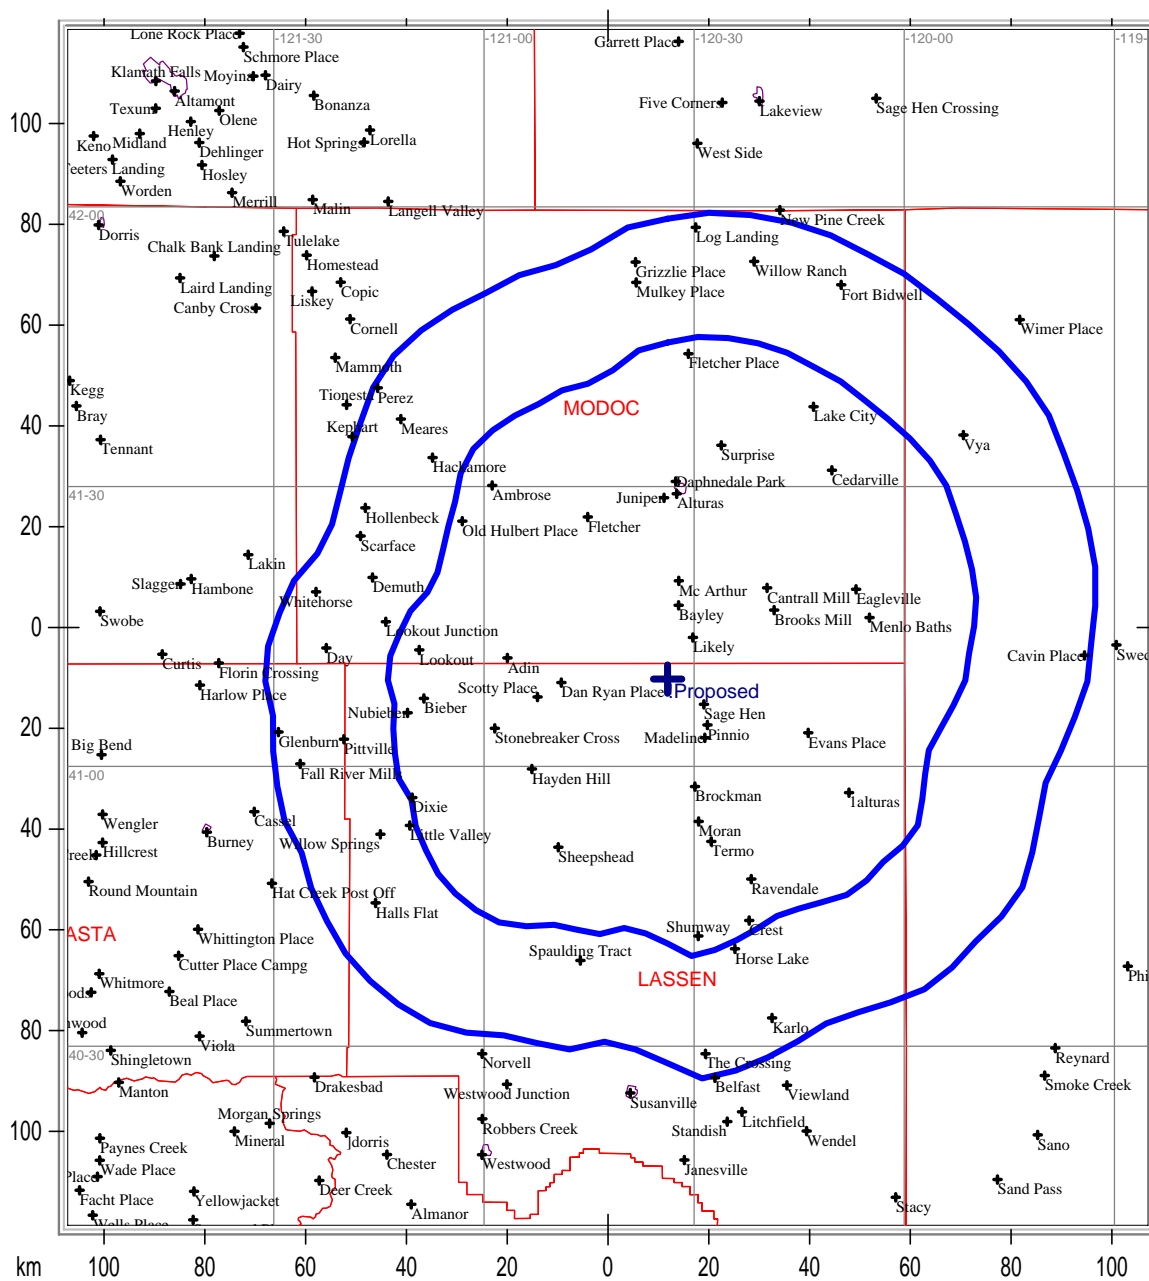 Lone Rock Place
Garrett Place
-121-30
-121-00
-120-30
-120-00
-119-
Schmore Place
Klamath Falls
Moyina
Dairy
Altamont
Bonanza
Texum
Olene
Five Corners
Lakeview
Sage Hen Crossing
100
Henley
Keno
Midland
Dehlinger
Hot Springs
Lorella
West Side
Teeters Landing
Hosley
Worden
Merrill
Malin
Langell Valley
42-00
80
New Pine Creek
Dorris
Tulelake
Log Landing
Chalk Bank Landing
Homestead
Grizzlie Place
Willow Ranch
Laird Landing
Liskey
Copic
Mulkey Place
Fort Bidwell
Canby Cross
60
Cornell
Wimer Place
Mammoth
Fletcher Place
Kegg
Tionesta
Perez
MODOC
Bray
40
Kephart
Meares
Lake City
Tennant
Vya
Surprise
Hackamore
Cedarville
41-30
Ambrose
Daphnedale Park
Juniper
Alturas
20
Hollenbeck
Old Hulbert Place
Fletcher
Scarface
Lakin
Slagger
Hambone
Demuth
Mc Arthur
Cantrall Mill
Eagleville
Whitehorse
Swobe
Bayley
Brooks Mill
Menlo Baths
0
Lookout Junction
Likely
Curtis
Day
Lookout
Adin
Cavin Place
Swec
Florin Crossing
Harlow Place
Scotty Place
Dan Ryan Place
Proposed
Nubieber
Bieber
Sage Hen
20
Glenburn
Pittville
Stonebreaker Cross
Madeline
Pinnio
Evans Place
Big Bend
41-00
Fall River Mills
Hayden Hill
Brockman
Ialturas
Dixie
Wengler
Cassel
40
Burney
Willow Springs
Little Valley
Moran
Hillcrest
Creek
Termo
Sheepshead
Round Mountain
Hat Creek Post Off
Ravendale
Halls Flat
60
ASTA
Whittington Place
Shumway
Crest
Spaulding Tract
Horse Lake
Cutter Place Campg
LASSEN
Whitmore
Phi
ods
Beal Place
nwood
Summertown
Karlo
80
Viola
40-30
Shingletown
Norvell
The Crossing
Reynard
Manton
Drakesbad
Westwood Junction
Belfast
Viewland
Smoke Creek
Susanville
Morgan Springs
Robbers Creek
Standish
Litchfield
100
Mineral
Jdorris
Wendel
Sano
Paynes Creek
Wade Place
Chester
Westwood
Janesville
Place
Facht Place
Yellowjacket
Deer Creek
Almanor
Stacy
Sand Pass
Wells Place
km
100
80
60
40
20
0
20
40
60
80
100